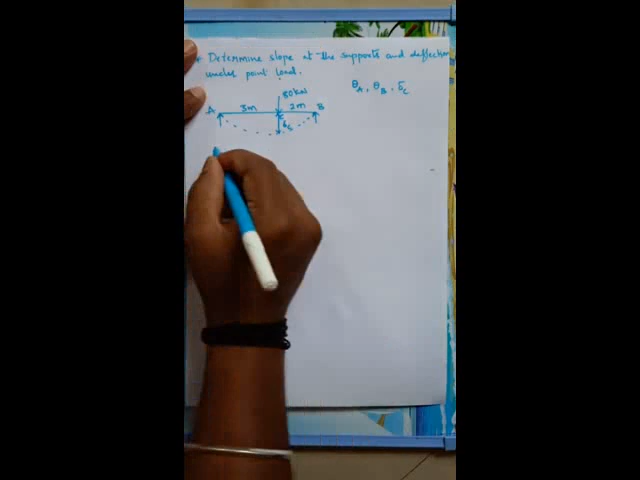 * Determine slope at the supports and deflection
under point load.
80kN
θA, θB, δC
A 3m C 2m B
δc